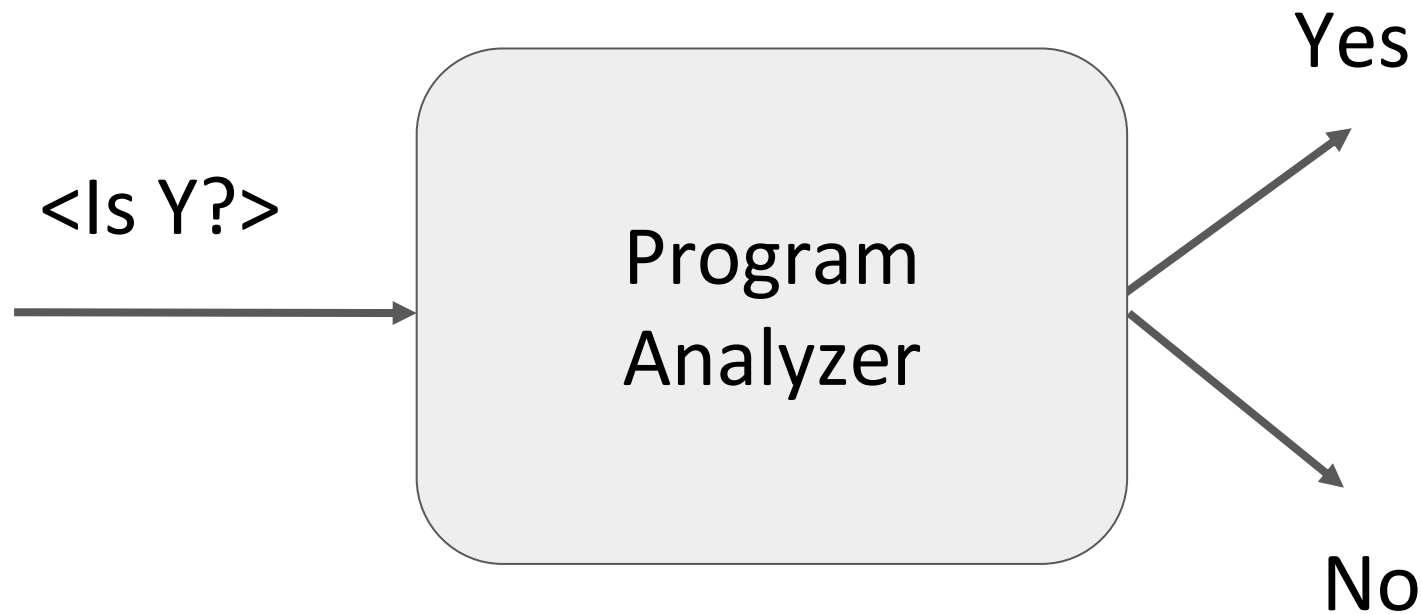 Yes
<Is Y?>
Program
Analyzer
No